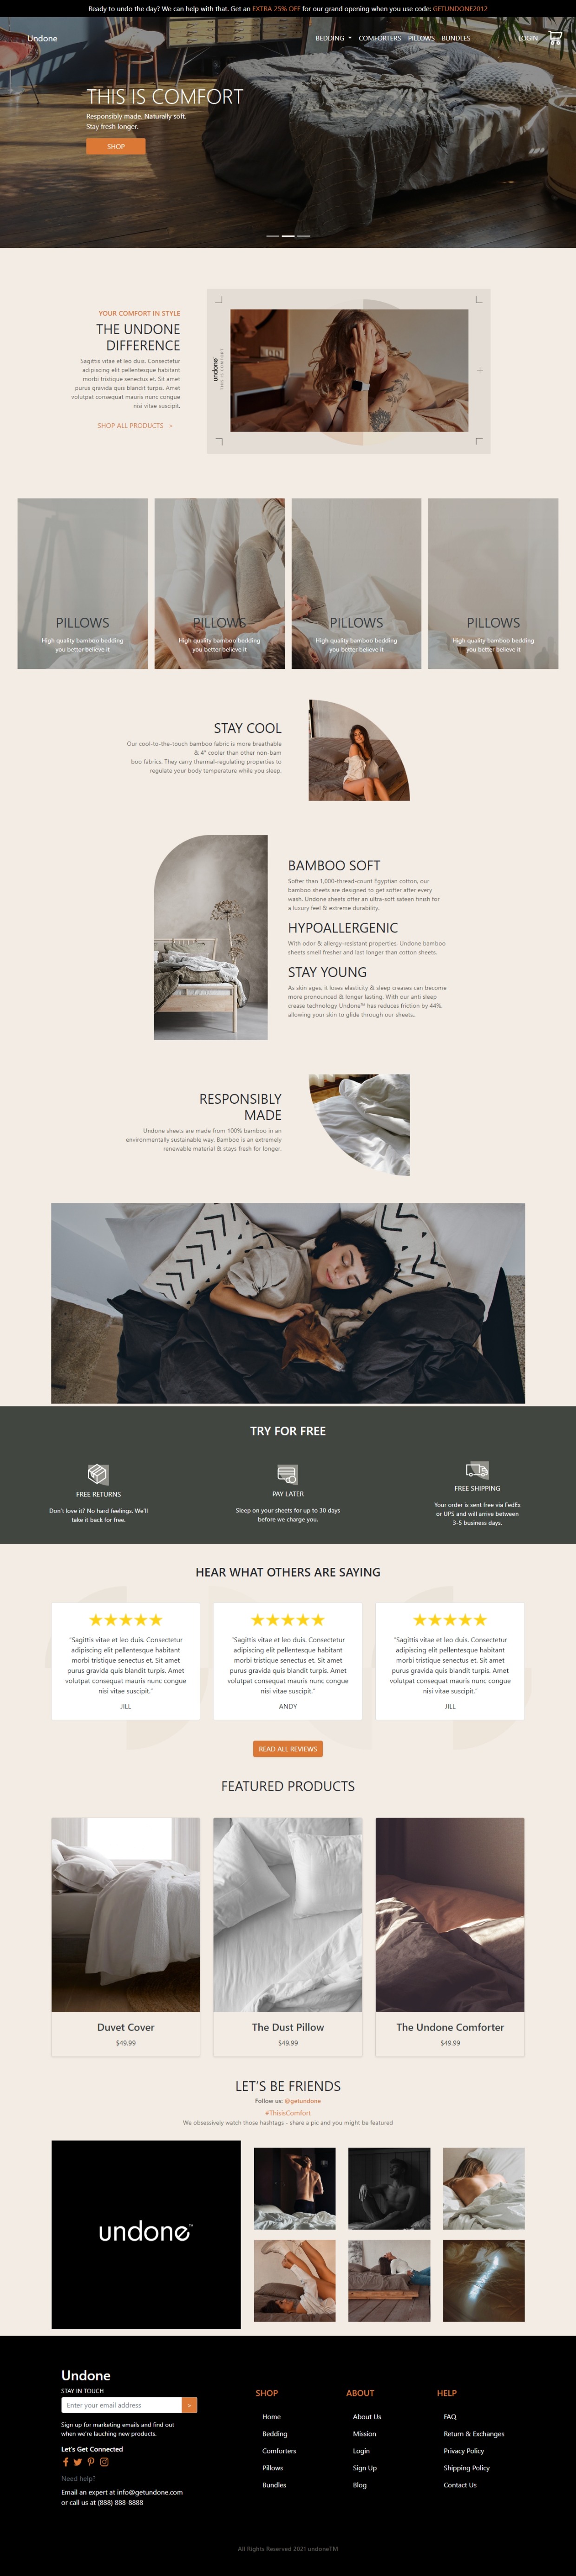 Ready to undo the day? We can help with that. Get an EXTRA 25% OFF for our grand opening when you use code: GETUNDONE2012
Undone
BEDDING
COMFORTERS
PILLOWS
BUNDLES
LOGIN
THIS IS COMFORT
Responsibly made. Naturally soft.
Stay fresh longer.
SHOP
YOUR COMFORT IN STYLE
THE UNDONE
DIFFERENCE
Sagittis vitae et leo duis. Consectetur
adipiscing elit pellentesque habitant
morbi tristique senectus et. Sit amet
purus gravida quis blandit turpis. Amet
volutpat consequat mauris nunc congue
nisi vitae suscipit.
SHOP ALL PRODUCTS >
undone
THIS IS COMFORT
PILLOWS
High quality bamboo bedding
you better believe it
PILLOWS
High quality bamboo bedding
you better believe it
PILLOWS
High quality bamboo bedding
you better believe it
PILLOWS
High quality bamboo bedding
you better believe it
STAY COOL
Our cool-to-the-touch bamboo fabric is more breathable
& 4° cooler than other non-bam
boo fabrics. They carry thermal-regulating properties to
regulate your body temperature while you sleep.
BAMBOO SOFT
Softer than 1,000-thread-count Egyptian cotton, our
bamboo sheets are designed to get softer after every
wash. Undone sheets offer an ultra-soft sateen finish for
a luxury feel & extreme durability.
HYPOALLERGENIC
With odor & allergy-resistant properties, Undone bamboo
sheets smell fresher and last longer than cotton sheets.
STAY YOUNG
As skin ages, it loses elasticity & sleep creases can become
more pronounced & longer lasting. With our anti sleep
crease technology Undone™ has reduces friction by 44%,
allowing your skin to glide through our sheets..
RESPONSIBLY
MADE
Undone sheets are made from 100% bamboo in an
environmentally sustainable way. Bamboo is an extremely
renewable material & stays fresh for longer.
TRY FOR FREE
FREE RETURNS
Don't love it? No hard feelings. We'll
take it back for free.
PAY LATER
Sleep on your sheets for up to 30 days
before we charge you.
FREE SHIPPING
Your order is sent free via FedEx
or UPS and will arrive between
3-5 business days.
HEAR WHAT OTHERS ARE SAYING
"Sagittis vitae et leo duis. Consectetur
adipiscing elit pellentesque habitant
morbi tristique senectus et. Sit amet
purus gravida quis blandit turpis. Amet
volutpat consequat mauris nunc congue
nisi vitae suscipit."
JILL
"Sagittis vitae et leo duis. Consectetur
adipiscing elit pellentesque habitant
morbi tristique senectus et. Sit amet
purus gravida quis blandit turpis. Amet
volutpat consequat mauris nunc congue
nisi vitae suscipit."
ANDY
"Sagittis vitae et leo duis. Consectetur
adipiscing elit pellentesque habitant
morbi tristique senectus et. Sit amet
purus gravida quis blandit turpis. Amet
volutpat consequat mauris nunc congue
nisi vitae suscipit."
JILL
READ ALL REVIEWS
FEATURED PRODUCTS
Duvet Cover
$49.99
The Dust Pillow
$49.99
The Undone Comforter
$49.99
LET'S BE FRIENDS
Follow us: @getundone
#ThisisComfort
We obsessively watch those hashtags - share a pic and you might be featured
undone™
Undone
STAY IN TOUCH
Enter your email address
>
Sign up for marketing emails and find out
when we're lauching new products.
Let's Get Connected
Need help?
Email an expert at info@getundone.com
or call us at (888) 888-8888
SHOP
Home
Bedding
Comforters
Pillows
Bundles
ABOUT
About Us
Mission
Login
Sign Up
Blog
HELP
FAQ
Return & Exchanges
Privacy Policy
Shipping Policy
Contact Us
All Rights Reserved 2021 undoneTM